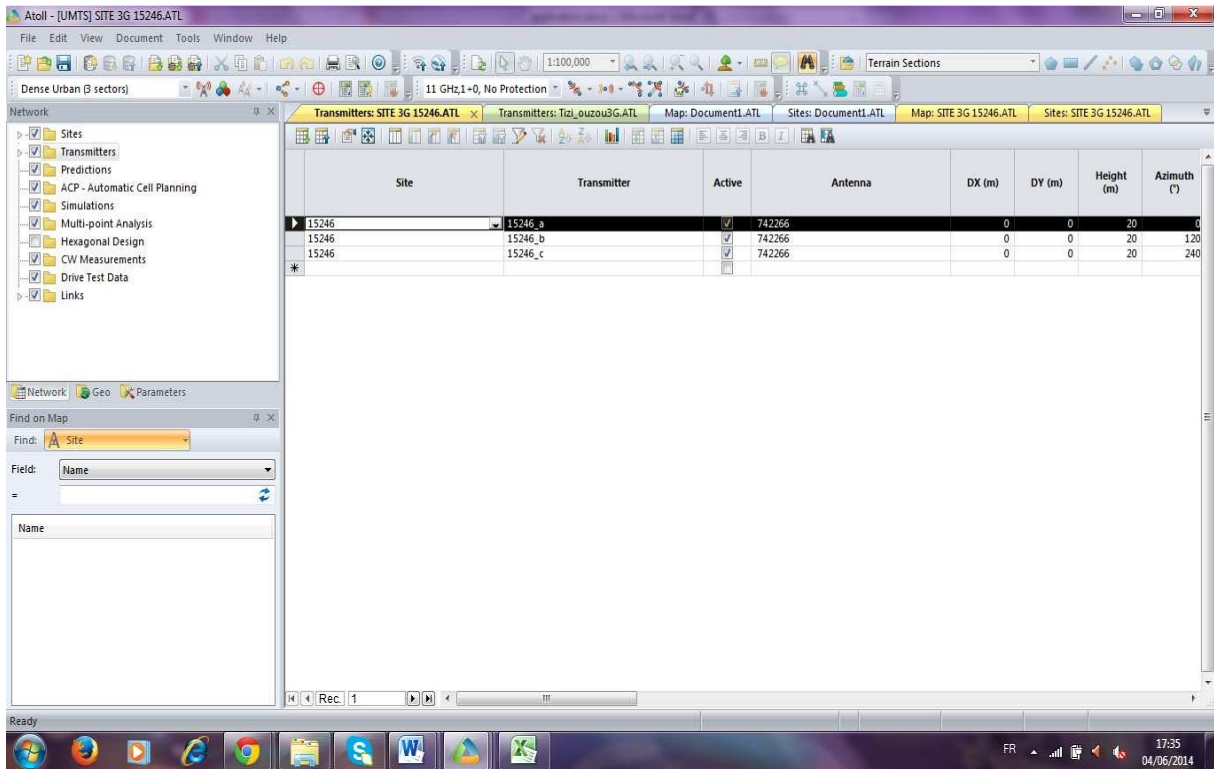 Atoll - [UMTS] SITE 3G 15246.ATL
File Edit View Document Tools Window Help
1:100,000 Terrain Sections
Dense Urban (3 sectors) 11 GHz,1+0, No Protection
Network
Transmitters: SITE 3G 15246.ATL Transmitters: Tizi_ouzou3G.ATL Map: Document1.ATL Sites: Document1.ATL Map: SITE 3G 15246.ATL Sites: SITE 3G 15246.ATL
Sites
Transmitters
Predictions
ACP - Automatic Cell Planning
Simulations
Multi-point Analysis
Hexagonal Design
CW Measurements
Drive Test Data
Links
Network Geo Parameters
Find on Map
Find: Site
Field: Name
=
Name
B I
Site Transmitter Active Antenna DX (m) DY (m) Height (m) Azimuth (°)
15246 15246_a 742266 0 0 20 0
15246 15246_b 742266 0 0 20 120
15246 15246_c 742266 0 0 20 240
*
Rec. 1
Ready
FR 17:35
04/06/2014